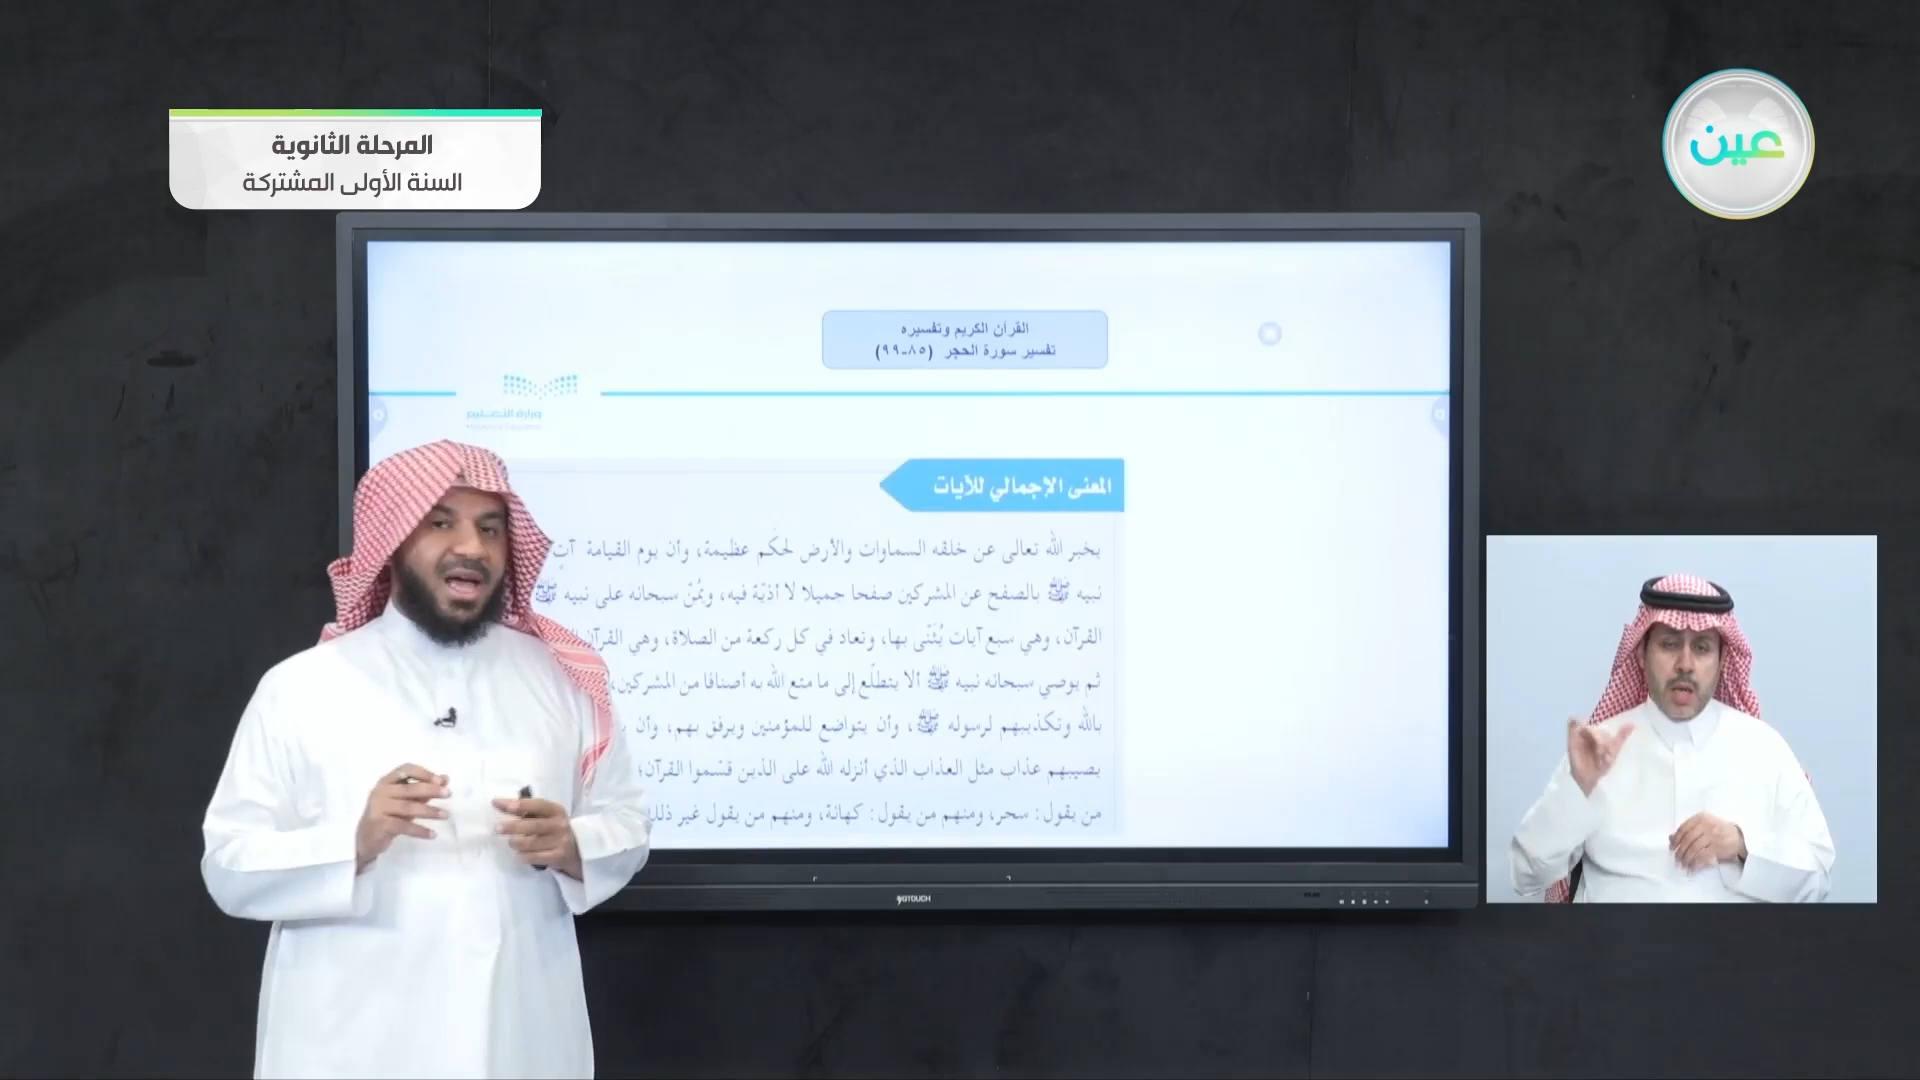 المرحلة الثانوية
السنة الأولى المشتركة
عين
القرآن الكريم وتفسيره
تفسير سورة الحجر (٨٥-٩٩)
وزارة التعليم
المعنى الإجمالي للآيات
يخبر الله تعالى عن خلقه السماوات والأرض لحكم عظيمة، وأن يوم القيامة آتٍ
نبيه ﷺ بالصفح عن المشركين صفحا جميلا لا أذيّة فيه، ويمُنّ سبحانه على نبيه ﷺ
القرآن، وهي سبع آيات يُثَنّى بها، وتعاد في كل ركعة من الصلاة، وهي القرآن
ثم يوصي سبحانه نبيه ﷺ ألا يتطلّع إلى ما متع الله به أصنافا من المشركين،
بالله وتكذيبهم لرسوله ﷺ، وأن يتواضع للمؤمنين ويرفق بهم، وأن
يصيبهم عذاب مثل العذاب الذي أنزله الله على الذين قسّموا القرآن؛
من يقول: سحر، ومنهم من يقول: كهانة، ومنهم من يقول غير ذلك
YQTOUCH